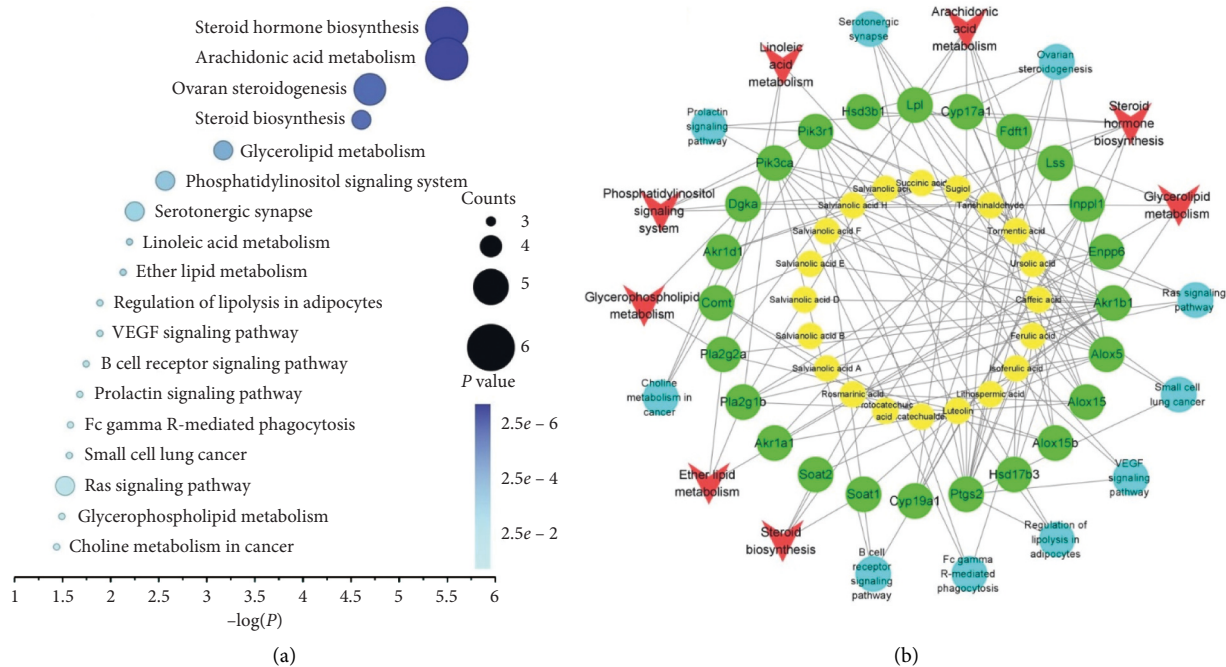 Steroid hormone biosynthesis
Arachidonic acid metabolism
Ovaran steroidogenesis
Steroid biosynthesis
Glycerolipid metabolism
Phosphatidylinositol signaling system
Serotonergic synapse
Linoleic acid metabolism
Ether lipid metabolism
Regulation of lipolysis in adipocytes
VEGF signaling pathway
B cell receptor signaling pathway
Prolactin signaling pathway
Fc gamma R-mediated phagocytosis
Small cell lung cancer
Ras signaling pathway
Glycerophospholipid metabolism
Choline metabolism in cancer
Counts
3
4
5
6
P value
2.5e – 6
2.5e – 4
2.5e – 2
1 1.5 2 2.5 3 3.5 4 4.5 5 5.5 6
–log(P)
(a)
Serotonergic
synapse
Arachidonic
acid
metabolism
Linoleic
acid
metabolism
Ovarian
steroidogenesis
Prolactin
signaling
pathway
Steroid
hormone
biosynthesis
Phosphatidylinositol
signaling
system
Glycerolipid
metabolism
Glycerophospholipid
metabolism
Ras signaling
pathway
Choline
metabolism in
cancer
Small cell
lung cancer
Ether lipid
metabolism
VEGF
signaling
pathway
Steroid
biosynthesis
Regulation of
lipolysis in
adipocytes
B cell
receptor
signaling
pathway
Fc gamma
R-mediated
phagocytosis
Hsd3b1
Lpl
Cyp17a1
Fdft1
Lss
Inppl1
Enpp6
Akr1b1
Alox5
Alox15
Alox15b
Hsd17b3
Ptgs2
Cyp19a1
Soat1
Soat2
Akr1a1
Pla2g1b
Pla2g2a
Comt
Akr1d1
Dgka
Pik3ca
Pik3r1
Salvianolic acid
Succinic acid
Sugiol
Tanshinaldehyde
Tormentic acid
Ursolic acid
Caffeic acid
Ferulic acid
Isoferulic acid
Lithospermic acid
Luteolin
catechualde
rotocatechuic
acid
Rosmarinic acid
Salvianolic acid A
Salvianolic acid B
Salvianolic acid D
Salvianolic acid E
Salvianolic acid F
Salvianolic acid H
(b)